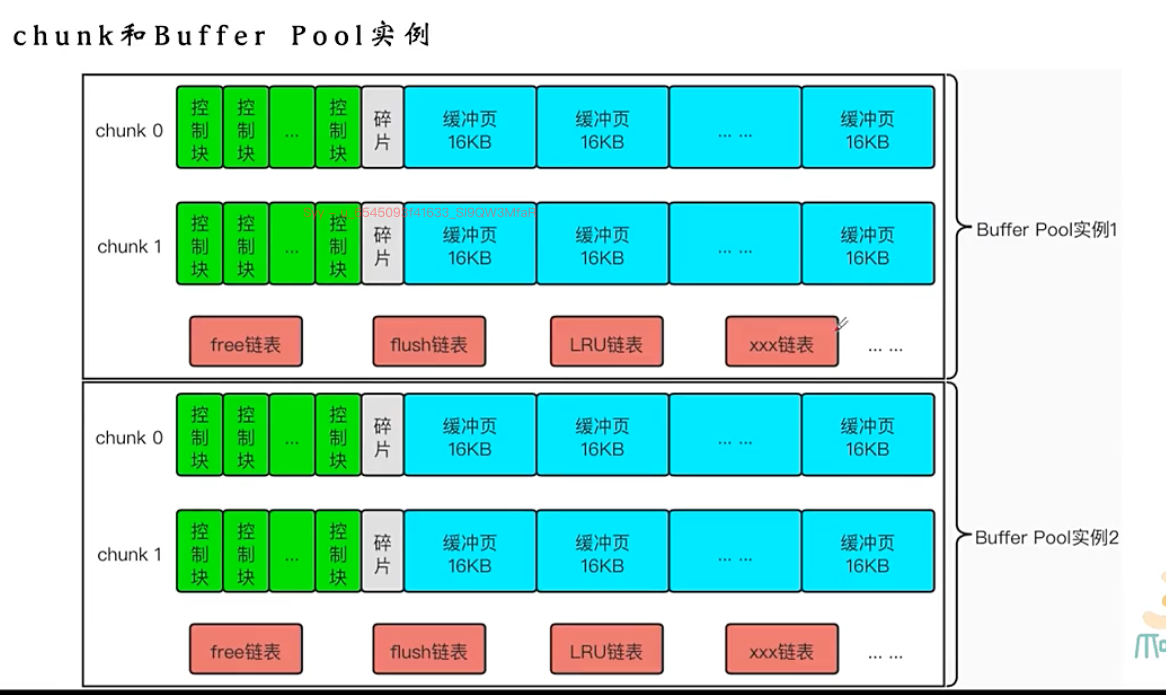 chunk和Buffer Pool实例
chunk 0
控制块
控制块
...
控制块
碎片
缓冲页
16KB
缓冲页
16KB
... ...
缓冲页
16KB
chunk 1
控制块
控制块
...
控制块
碎片
缓冲页
16KB
缓冲页
16KB
... ...
缓冲页
16KB
Buffer Pool实例1
free链表
flush链表
LRU链表
xxx链表
... ...
chunk 0
控制块
控制块
...
控制块
碎片
缓冲页
16KB
缓冲页
16KB
... ...
缓冲页
16KB
chunk 1
控制块
控制块
...
控制块
碎片
缓冲页
16KB
缓冲页
16KB
... ...
缓冲页
16KB
Buffer Pool实例2
free链表
flush链表
LRU链表
xxx链表
... ...